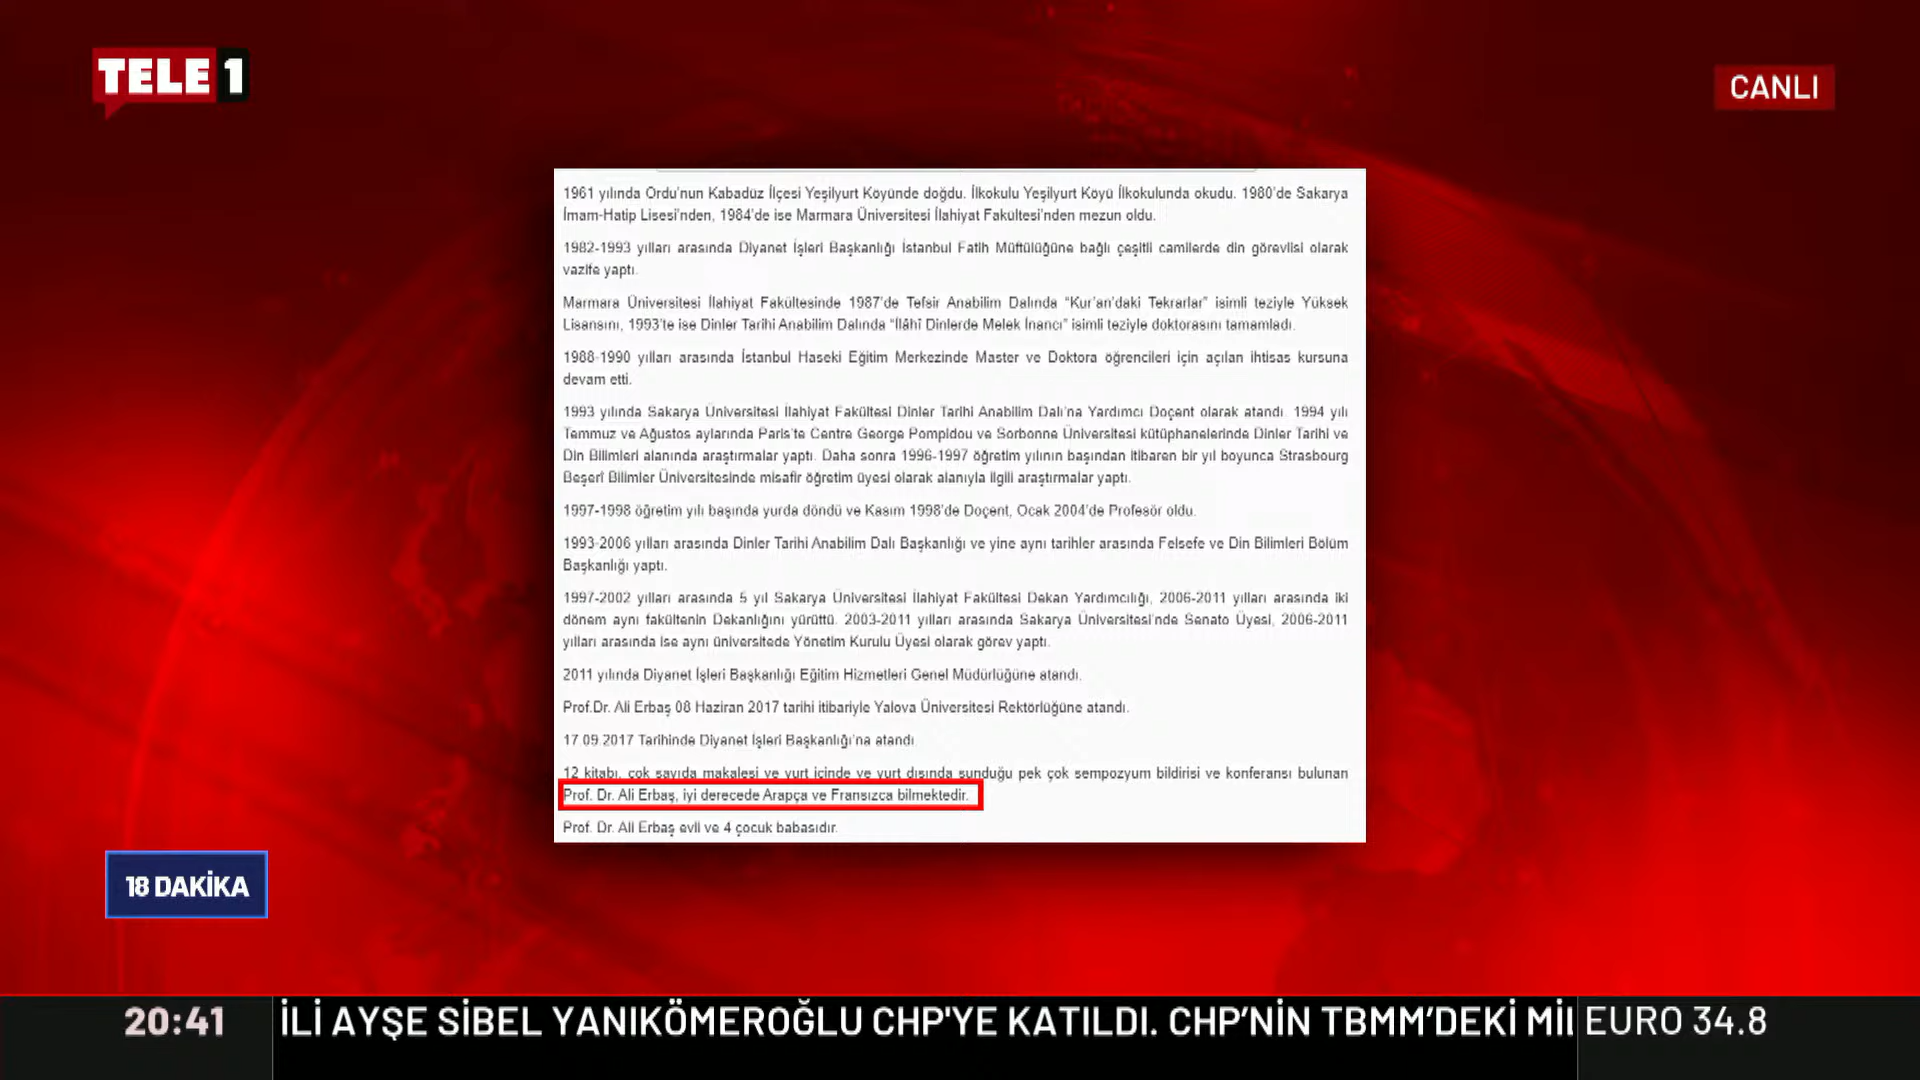 TELE 1
CANLI
1961 yılında Ordu'nun Kabadüz İlçesi Yeşilyurt Köyünde doğdu. İlkokulu Yeşilyurt Köyü İlkokulunda okudu. 1980'de Sakarya
İmam-Hatip Lisesi'nden, 1984'de ise Marmara Üniversitesi İlahiyat Fakültesi'nden mezun oldu.
1982-1993 yılları arasında Diyanet İşleri Başkanlığı İstanbul Fatih Müftülüğüne bağlı çeşitli camilerde din görevlisi olarak
vazife yaptı.
Marmara Üniversitesi İlahiyat Fakültesinde 1987'de Tefsir Anabilim Dalında “Kur'an'daki Tekrarlar” isimli teziyle Yüksek
Lisansını, 1993'te ise Dinler Tarihi Anabilim Dalında “İlâhî Dinlerde Melek İnancı” isimli teziyle doktorasını tamamladı.
1988-1990 yılları arasında İstanbul Haseki Eğitim Merkezinde Master ve Doktora öğrencileri için açılan ihtisas kursuna
devam etti.
1993 yılında Sakarya Üniversitesi İlahiyat Fakültesi Dinler Tarihi Anabilim Dalı'na Yardımcı Doçent olarak atandı. 1994 yılı
Temmuz ve Ağustos aylarında Paris'te Centre George Pompidou ve Sorbonne Üniversitesi kütüphanelerinde Dinler Tarihi ve
Din Bilimleri alanında araştırmalar yaptı. Daha sonra 1996-1997 öğretim yılının başından itibaren bir yıl boyunca Strasbourg
Beşerî Bilimler Üniversitesinde misafir öğretim üyesi olarak alanıyla ilgili araştırmalar yaptı.
1997-1998 öğretim yılı başında yurda döndü ve Kasım 1998'de Doçent, Ocak 2004'de Profesör oldu.
1993-2006 yılları arasında Dinler Tarihi Anabilim Dalı Başkanlığı ve yine aynı tarihler arasında Felsefe ve Din Bilimleri Bölüm
Başkanlığı yaptı.
1997-2002 yılları arasında 5 yıl Sakarya Üniversitesi İlahiyat Fakültesi Dekan Yardımcılığı, 2006-2011 yılları arasında iki
dönem aynı fakültenin Dekanlığını yürüttü. 2003-2011 yılları arasında Sakarya Üniversitesi'nde Senato Üyesi, 2006-2011
yılları arasında ise aynı üniversitede Yönetim Kurulu Üyesi olarak görev yaptı.
2011 yılında Diyanet İşleri Başkanlığı Eğitim Hizmetleri Genel Müdürlüğüne atandı.
Prof.Dr. Ali Erbaş 08 Haziran 2017 tarihi itibariyle Yalova Üniversitesi Rektörlüğüne atandı.
17.09.2017 Tarihinde Diyanet İşleri Başkanlığı'na atandı
12 kitabı, çok sayıda makalesi ve yurt içinde ve yurt dışında sunduğu pek çok sempozyum bildirisi ve konferansı bulunan
Prof. Dr. Ali Erbaş, iyi derecede Arapça ve Fransızca bilmektedir.
Prof. Dr. Ali Erbaş evli ve 4 çocuk babasıdır.
18 DAKİKA
20:41
İLİ AYŞE SİBEL YANIKÖMEROĞLU CHP'YE KATILDI. CHP’NİN TBMM’DEKİ MİL
EURO 34.8